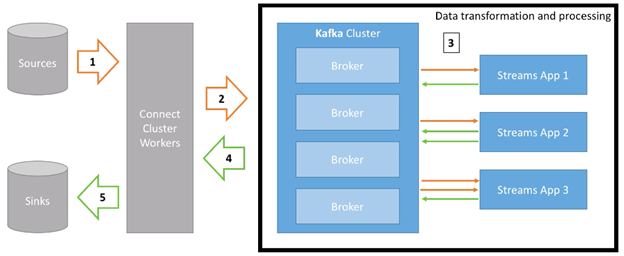 Data transformation and processing
Sources
1
Connect
Cluster
Workers
2
4
5
Sinks
Kafka Cluster
Broker
Broker
Broker
Broker
3
Streams App 1
Streams App 2
Streams App 3